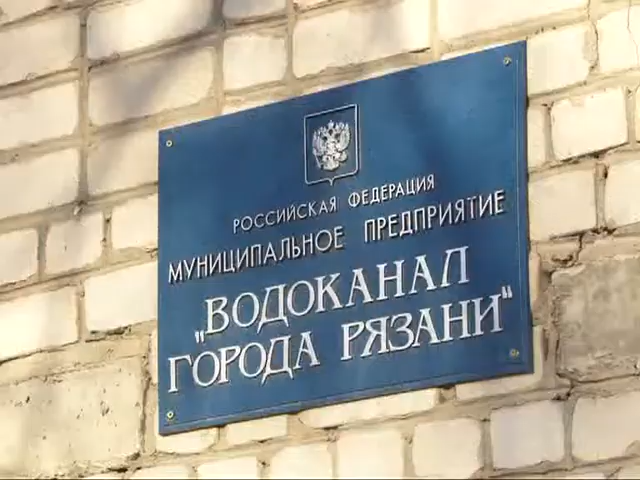 РОССИЙСКАЯ ФЕДЕРАЦИЯ
МУНИЦИПАЛЬНОЕ ПРЕДПРИЯТИЕ
„ВОДОКАНАЛ
ГОРОДА РЯЗАНИ“